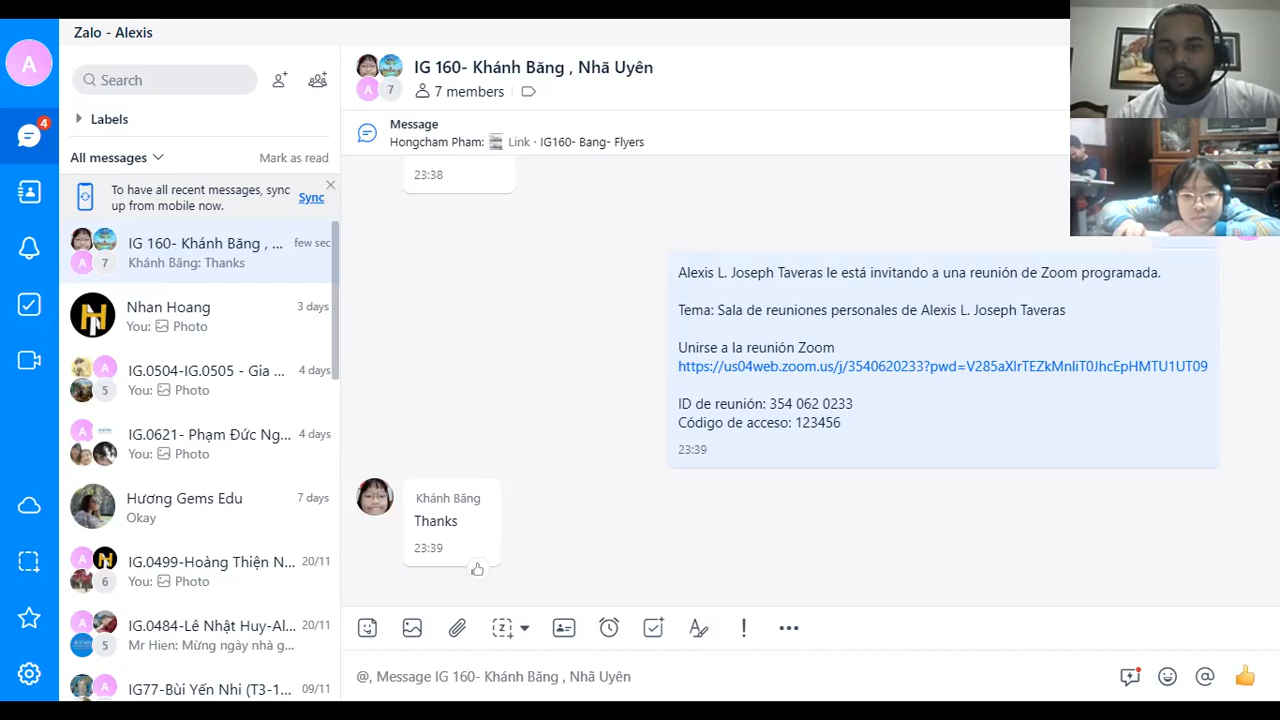 Zalo - Alexis
A
4
Search
Labels
All messages
Mark as read
To have all recent messages, sync
up from mobile now.
Sync
IG 160- Khánh Băng , ...
few sec
A
7
Khánh Băng: Thanks
Nhan Hoang
3 days
You: Photo
IG.0504-IG.0505 - Gia ...
4 days
A
5
You: Photo
IG.0621- Phạm Đức Ng...
4 days
A
You: Photo
Hương Gems Edu
7 days
Okay
IG.0499-Hoàng Thiện N...
20/11
A
6
You: Photo
IG.0484-Lê Nhật Huy-Al...
20/11
A
5
Mr Hien: Mừng ngày nhà g...
IG77-Bùi Yến Nhi (T3-1...
09/11
A
IG 160- Khánh Băng , Nhã Uyên
A
7
7 members
Message
Hongcham Pham: Link · IG160- Bang- Flyers
23:38
Alexis L. Joseph Taveras le está invitando a una reunión de Zoom programada.
Tema: Sala de reuniones personales de Alexis L. Joseph Taveras
Unirse a la reunión Zoom
https://us04web.zoom.us/j/3540620233?pwd=V285aXlrTEZkMnliT0JhcEpHMTU1UT09
ID de reunión: 354 062 0233
Código de acceso: 123456
23:39
Khánh Băng
Thanks
23:39
@, Message IG 160- Khánh Băng , Nhã Uyên